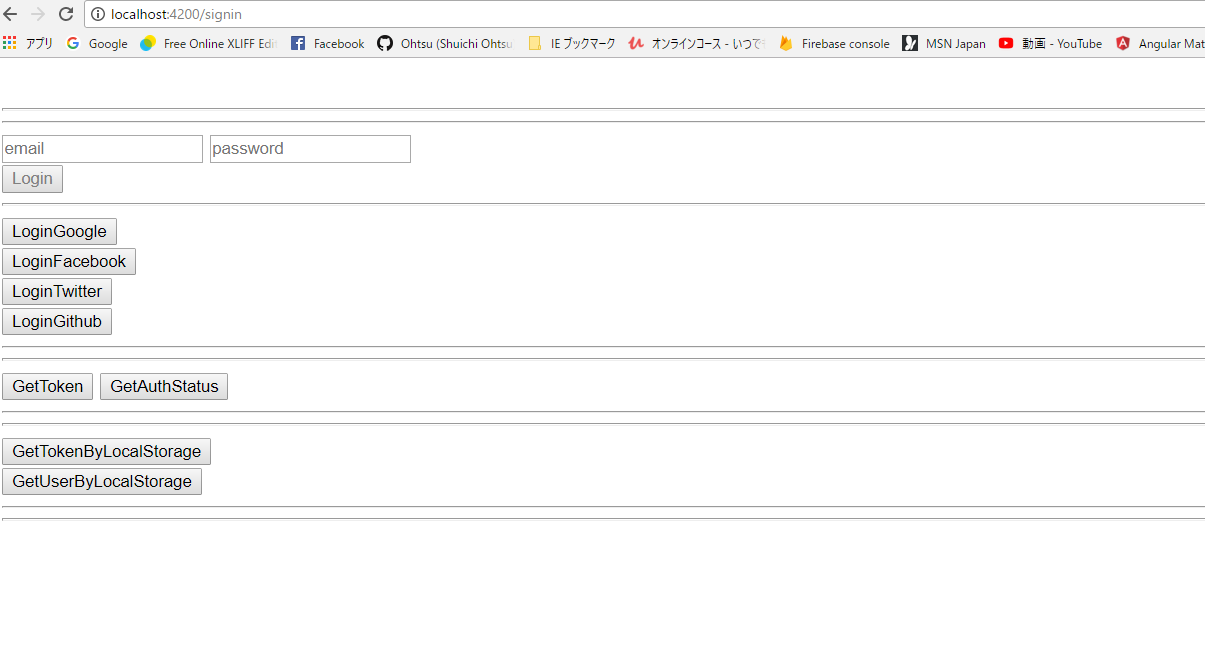 localhost:4200/signin
アプリ Google Free Online XLIFF Edi Facebook Ohtsu (Shuichi Ohtsu IE ブックマーク オンラインコース - いつで Firebase console MSN Japan 動画 - YouTube Angular Mat
email password
Login
LoginGoogle
LoginFacebook
LoginTwitter
LoginGithub
GetToken GetAuthStatus
GetTokenByLocalStorage
GetUserByLocalStorage